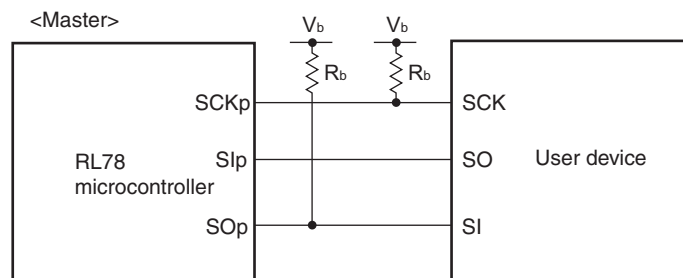 <Master>
Vb
Vb
Rb
Rb
SCKp
SCK
RL78
microcontroller
SIp
SO
User device
SOp
SI